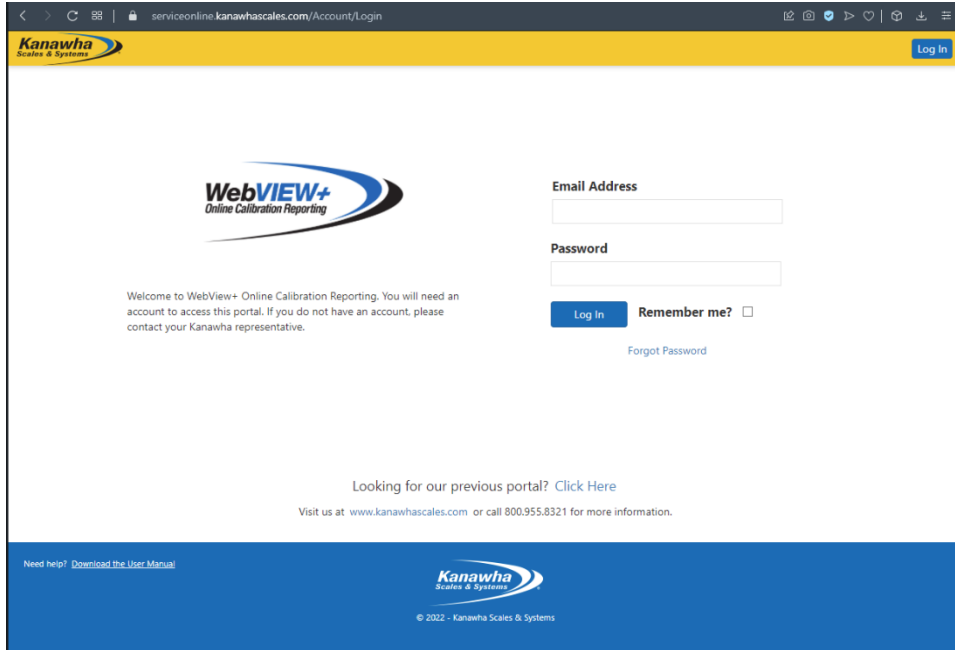 serviceonline.kanawhascales.com/Account/Login
Kanawha
Scales & Systems
Log In
WebVIEW+
Online Calibration Reporting
Welcome to WebView+ Online Calibration Reporting. You will need an
account to access this portal. If you do not have an account, please
contact your Kanawha representative.
Email Address
Password
Log In
Remember me?
Forgot Password
Looking for our previous portal? Click Here
Visit us at www.kanawhascales.com or call 800.955.8321 for more information.
Need help? Download the User Manual
Kanawha
Scales & Systems
© 2022 - Kanawha Scales & Systems